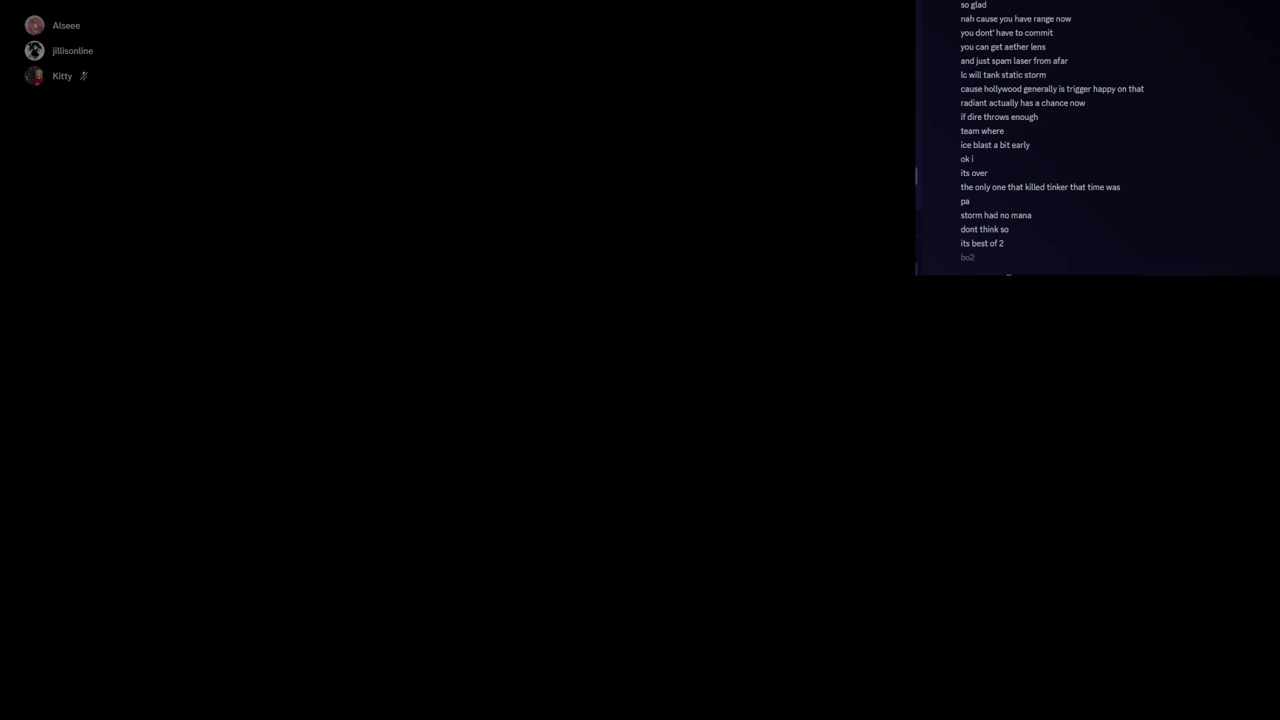 Alseee
jillisonline
Kitty
so glad
nah cause you have range now
you dont' have to commit
you can get aether lens
and just spam laser from afar
lc will tank static storm
cause hollywood generally is trigger happy on that
radiant actually has a chance now
if dire throws enough
team where
ice blast a bit early
ok i
its over
the only one that killed tinker that time was
pa
storm had no mana
dont think so
its best of 2
bo2